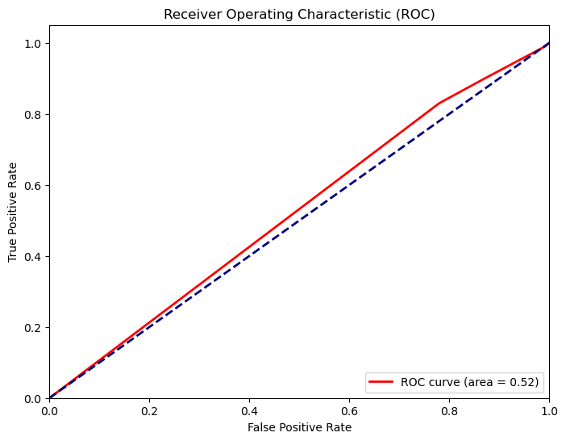 Receiver Operating Characteristic (ROC)
1.0
0.8
0.6
0.4
0.2
0.0
True Positive Rate
ROC curve (area = 0.52)
0.0 0.2 0.4 0.6 0.8 1.0
False Positive Rate